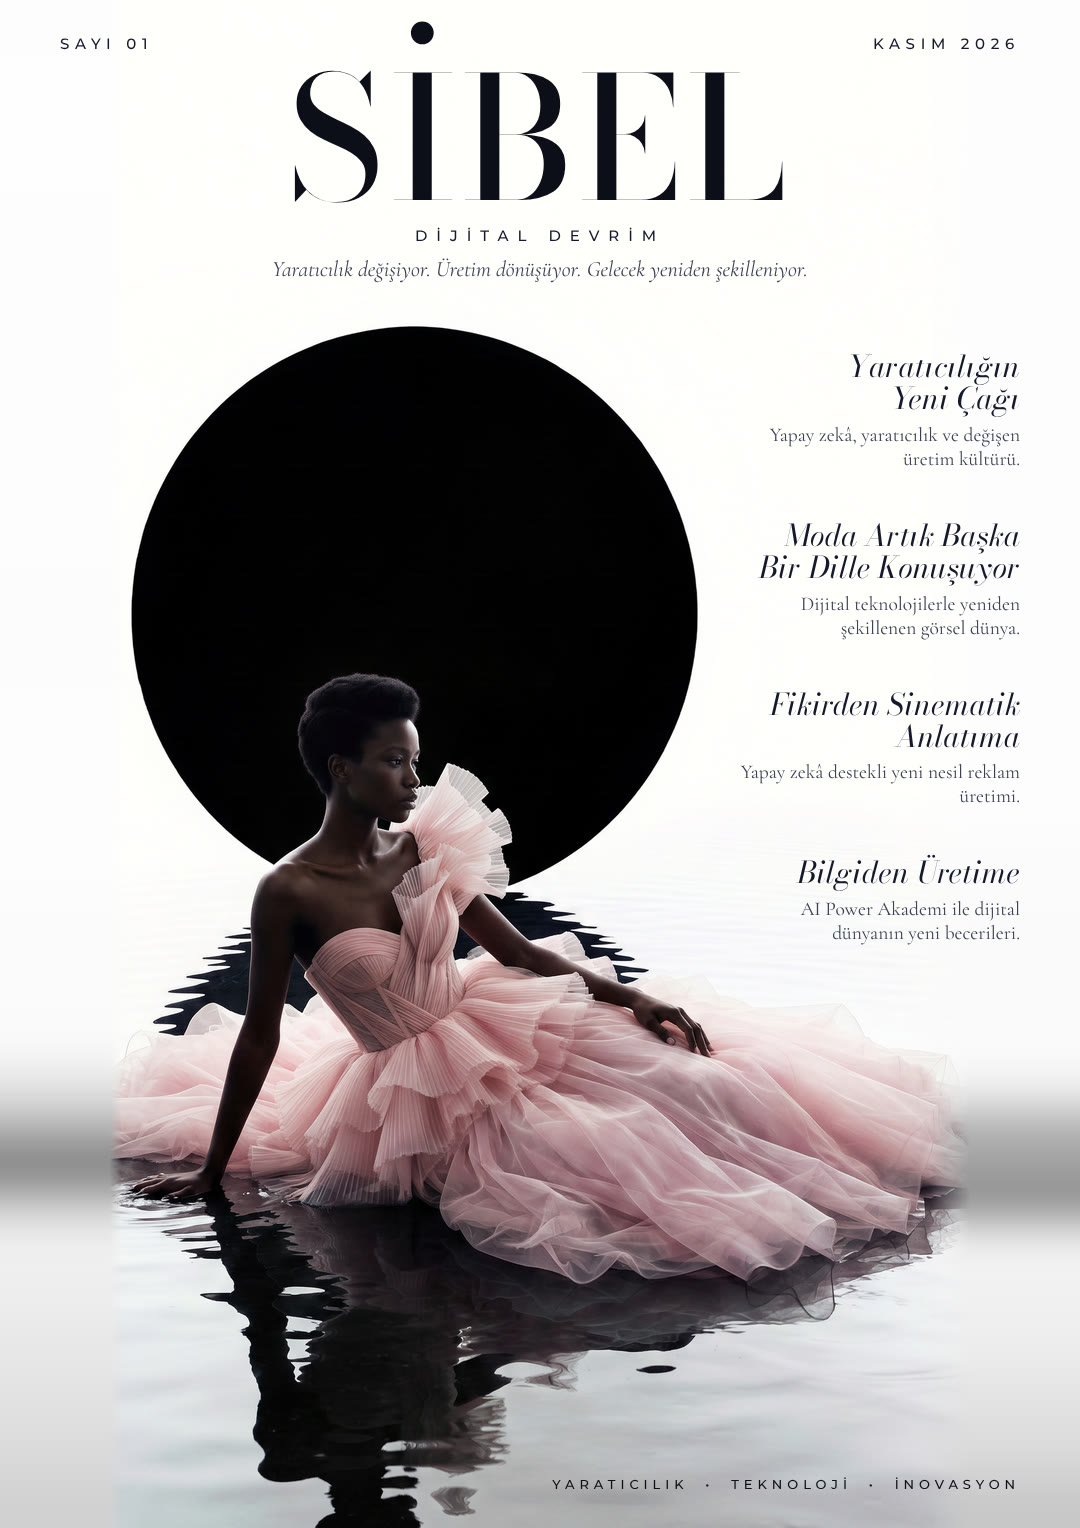 SAYI 01
KASIM 2026
SİBEL
DİJİTAL DEVRİM
Yaratıcılık değişiyor. Üretim dönüşüyor. Gelecek yeniden şekilleniyor.
Yaratıcılığın
Yeni Çağı
Yapay zekâ, yaratıcılık ve değişen
üretim kültürü.
Moda Artık Başka
Bir Dille Konuşuyor
Dijital teknolojilerle yeniden
şekillenen görsel dünya.
Fikirden Sinematik
Anlatıma
Yapay zekâ destekli yeni nesil reklam
üretimi.
Bilgiden Üretime
AI Power Akademi ile dijital
dünyanın yeni becerileri.
YARATICILIK • TEKNOLOJİ • İNOVASYON